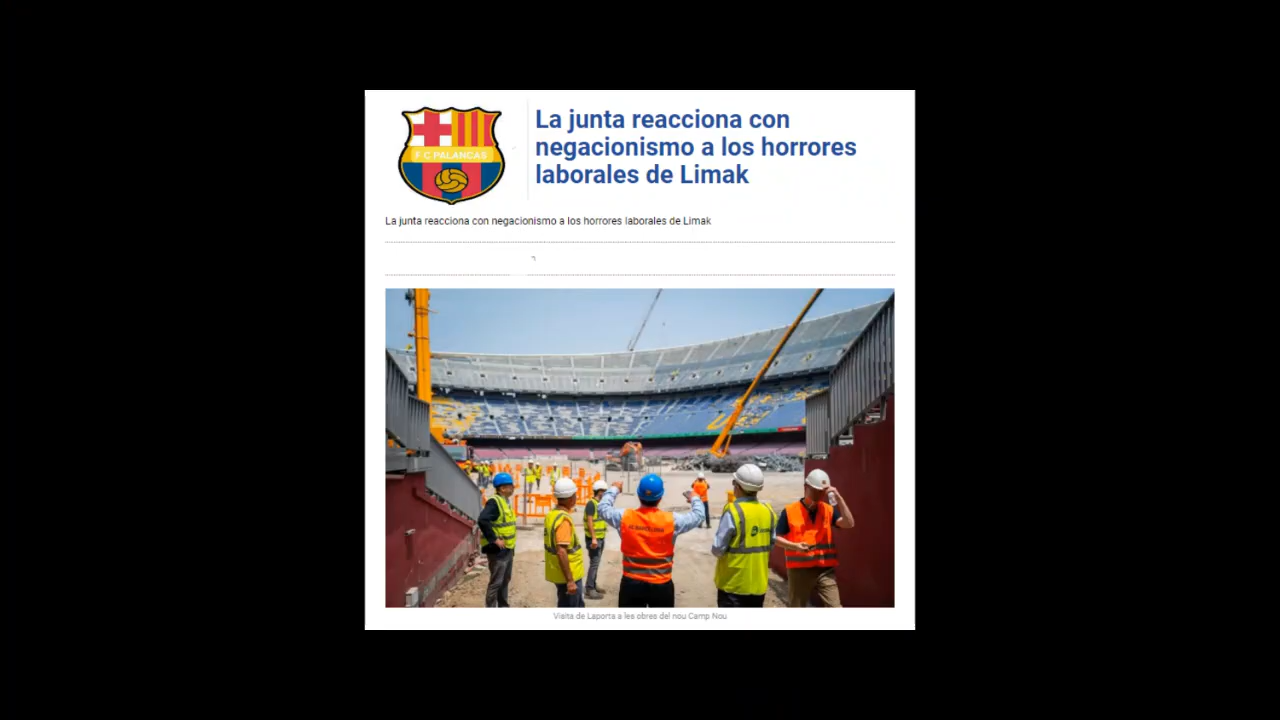 F C PALANCAS
La junta reacciona con
negacionismo a los horrores
laborales de Limak
La junta reacciona con negacionismo a los horrores laborales de Limak
Visita de Laporta a les obres del nou Camp Nou